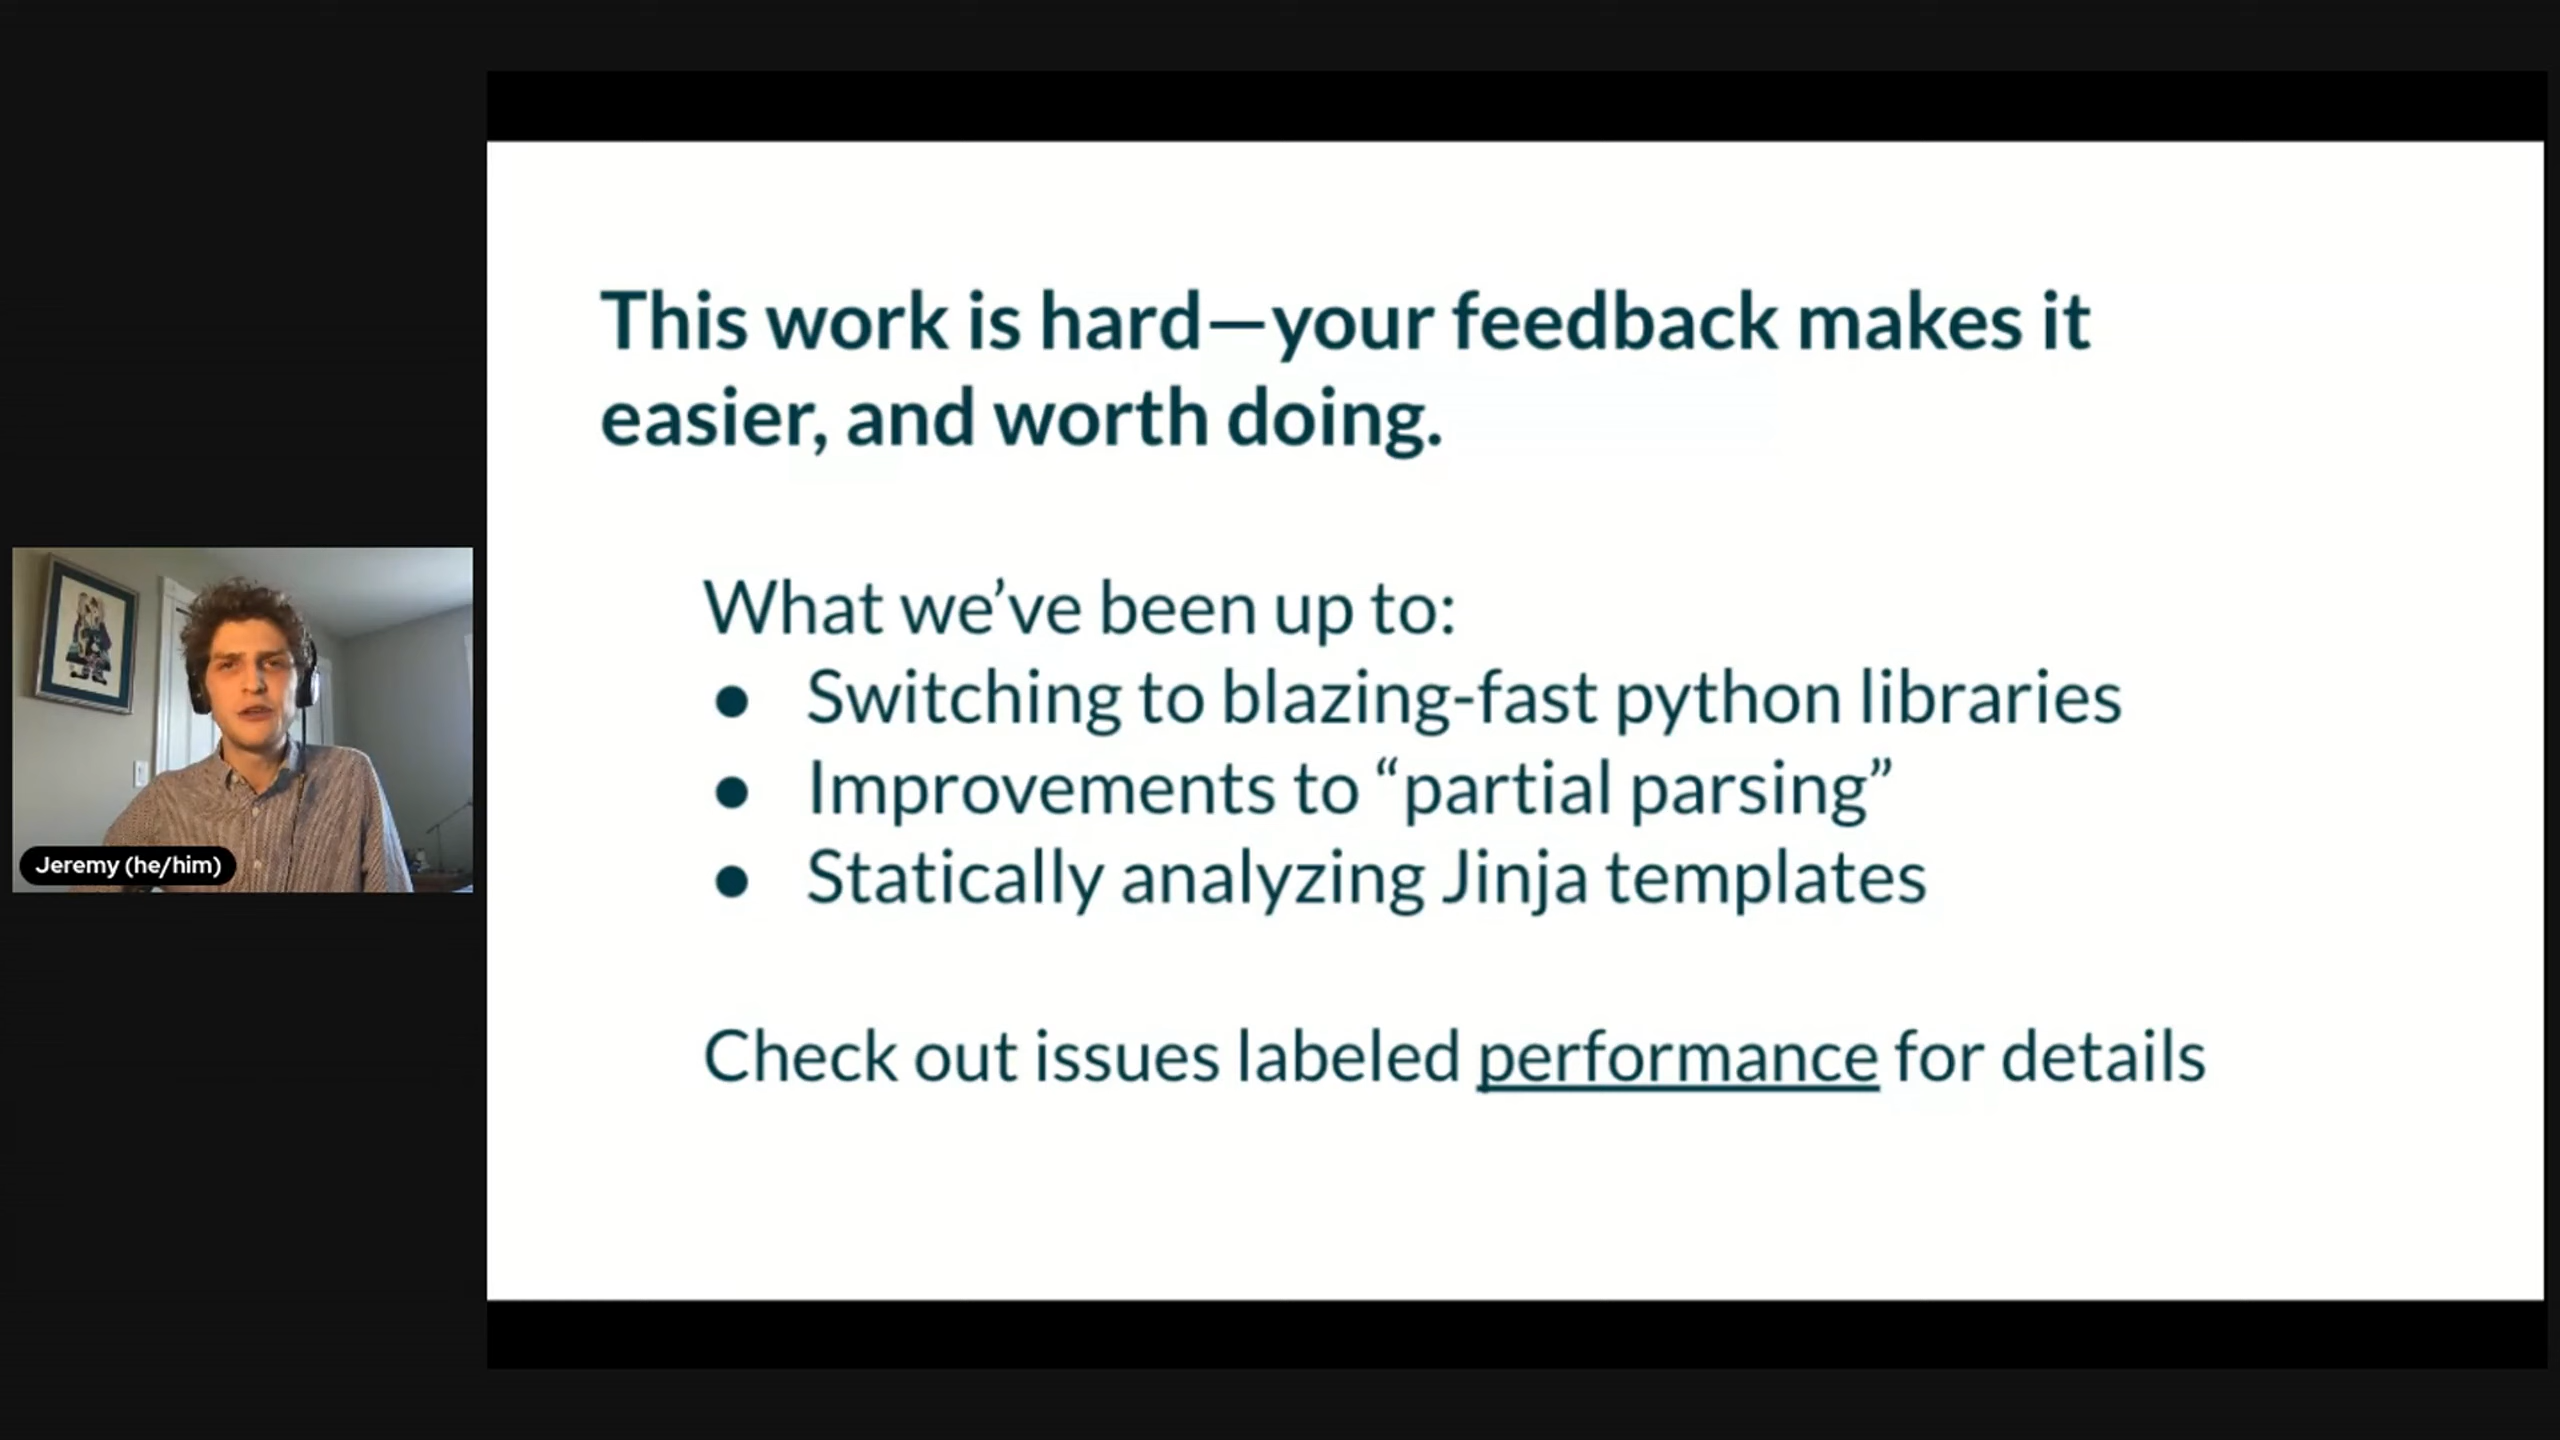 This work is hard—your feedback makes it
easier, and worth doing.
What we’ve been up to:
● Switching to blazing-fast python libraries
● Improvements to “partial parsing”
● Statically analyzing Jinja templates
Check out issues labeled performance for details
Jeremy (he/him)